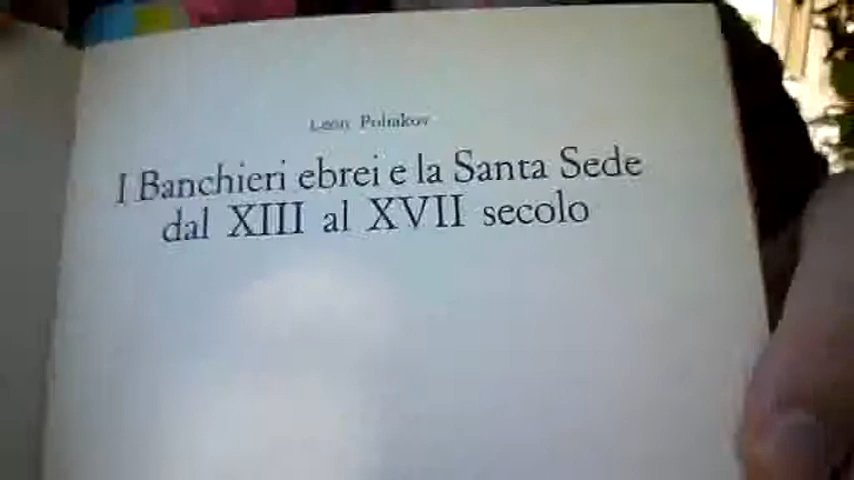 Leon Poliakov
I Banchieri ebrei e la Santa Sede
dal XIII al XVII secolo